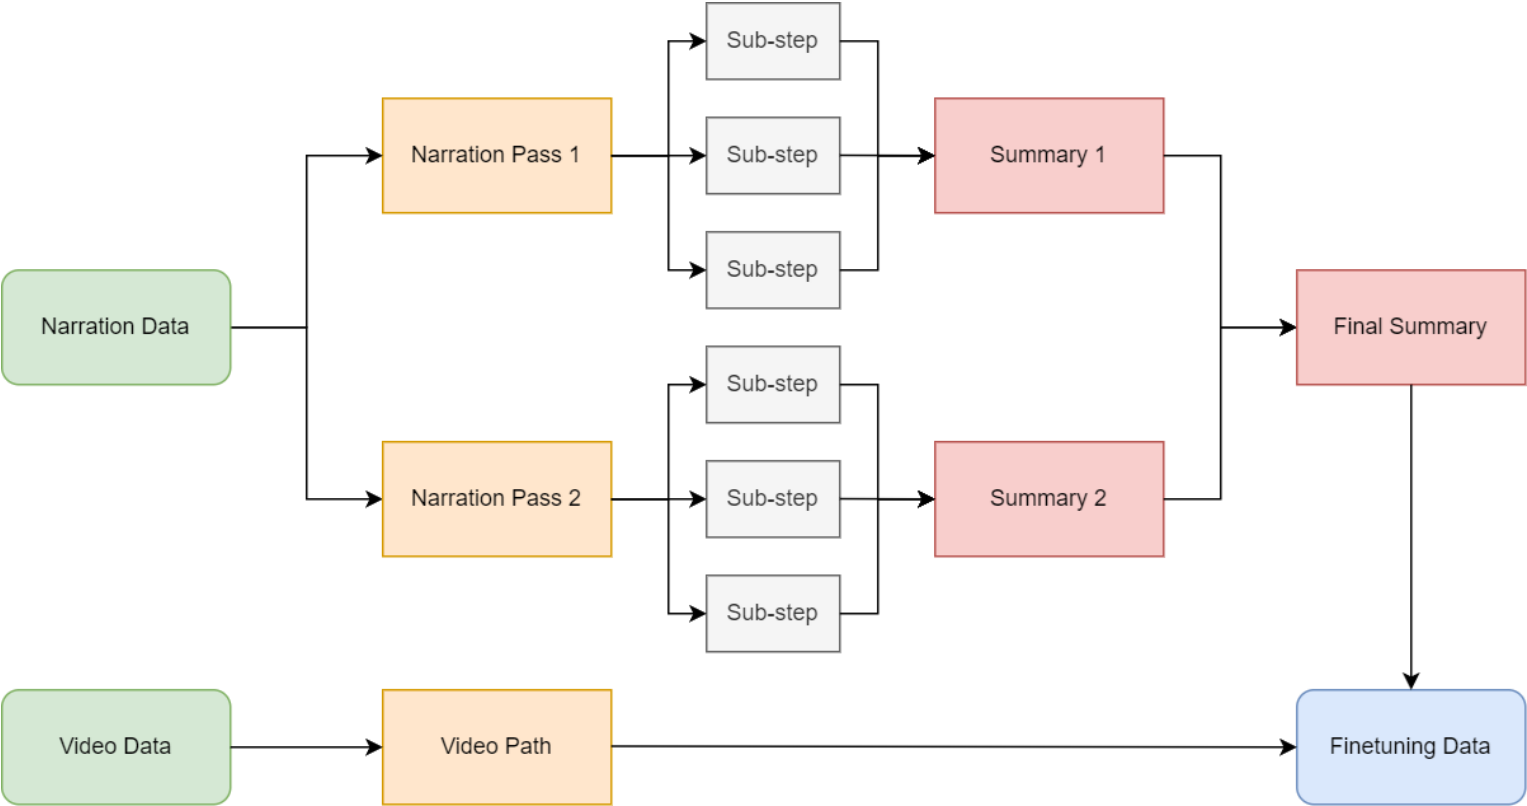 Sub-step
Narration Pass 1
Sub-step
Summary 1
Sub-step
Narration Data
Final Summary
Sub-step
Narration Pass 2
Sub-step
Summary 2
Sub-step
Video Data
Video Path
Finetuning Data